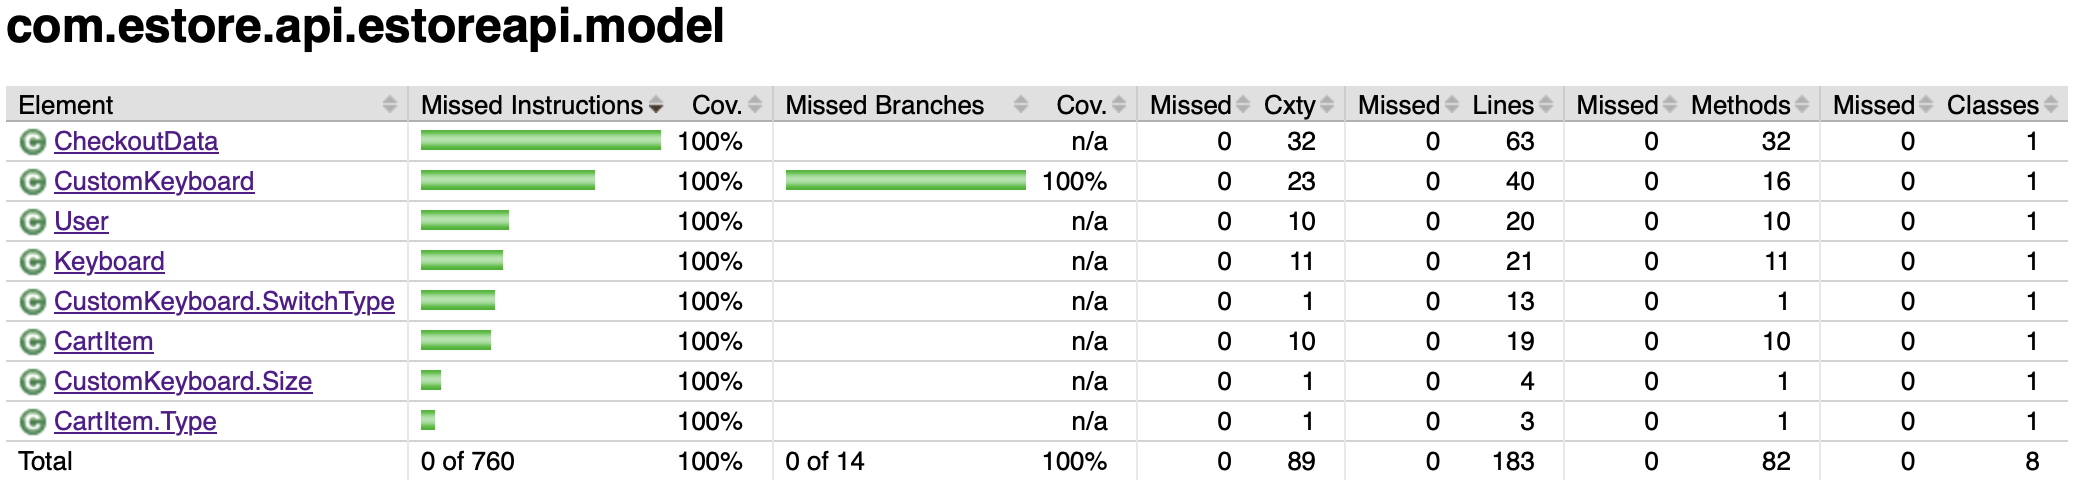 com.estore.api.estoreapi.model
Element Missed Instructions Cov. Missed Branches Cov. Missed Cxty Missed Lines Missed Methods Missed Classes
C CheckoutData 100% n/a 0 32 0 63 0 32 0 1
C CustomKeyboard 100% 100% 0 23 0 40 0 16 0 1
C User 100% n/a 0 10 0 20 0 10 0 1
C Keyboard 100% n/a 0 11 0 21 0 11 0 1
C CustomKeyboard.SwitchType 100% n/a 0 1 0 13 0 1 0 1
C CartItem 100% n/a 0 10 0 19 0 10 0 1
C CustomKeyboard.Size 100% n/a 0 1 0 4 0 1 0 1
C CartItem.Type 100% n/a 0 1 0 3 0 1 0 1
Total 0 of 760 100% 0 of 14 100% 0 89 0 183 0 82 0 8